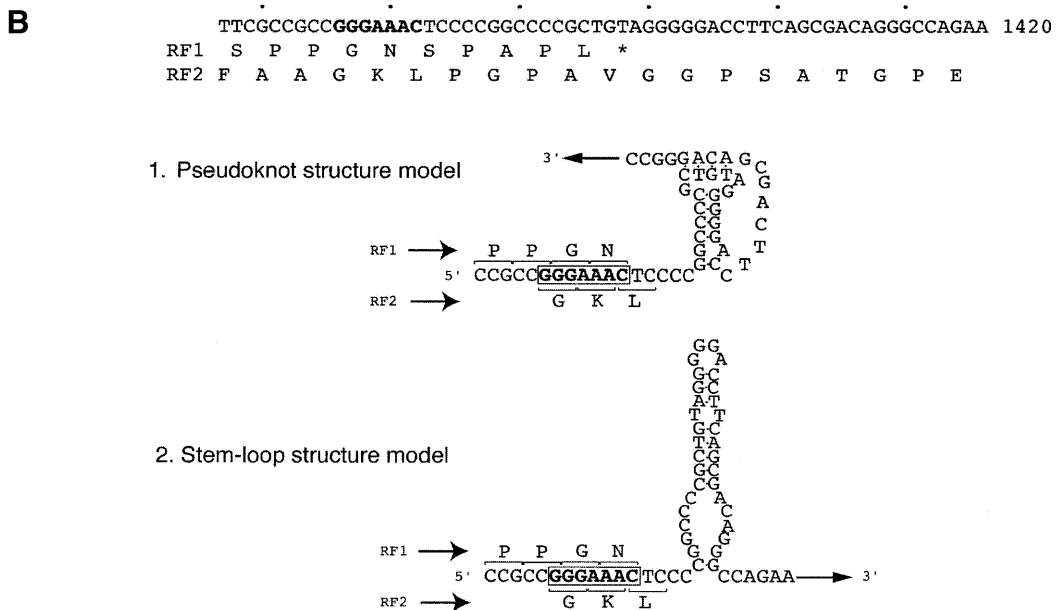 B
TTCGCCGCCGGGAAACTCCCCGGCCCCGCTGTAGGGGGACCTTCAGCGACAGGGCCAGAA 1420
RF1 S P P G N S P A P L *
RF2 F A A G K L P G P A V G G P S A T G P E
1. Pseudoknot structure model
3' CCGGGACAGCGACTT
RF1 P P G N
5' CCGCCGGGAAACTCCCC
RF2 G K L
2. Stem-loop structure model
RF1 P P G N
5' CCGCCGGGAAACTCCC CCAGAA 3'
RF2 G K L